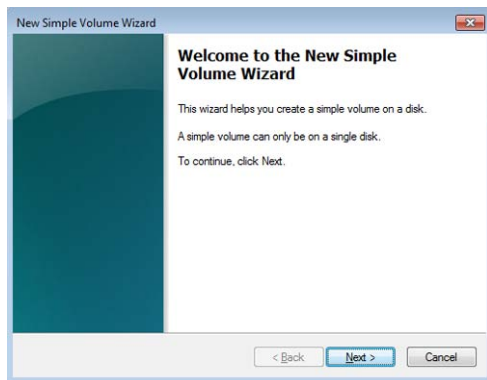 New Simple Volume Wizard
Welcome to the New Simple
Volume Wizard
This wizard helps you create a simple volume on a disk.
A simple volume can only be on a single disk.
To continue, click Next.
< Back
Next >
Cancel